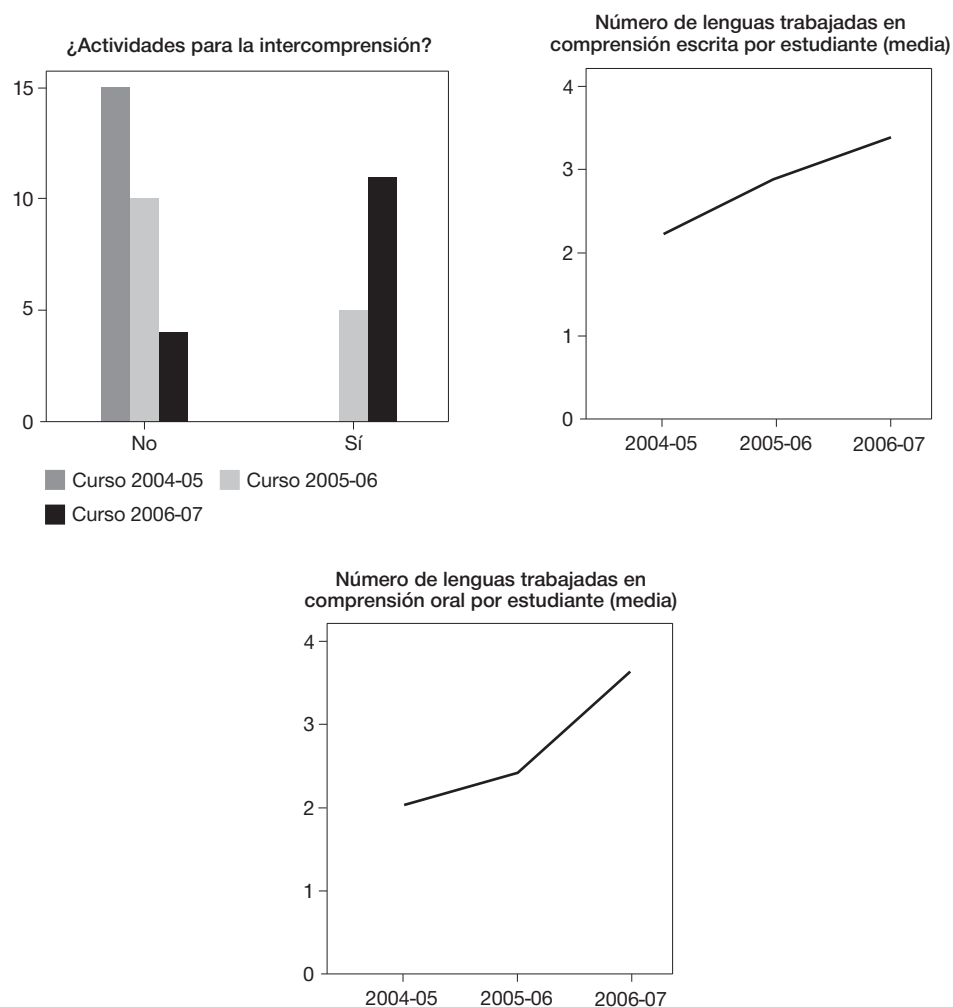 ¿Actividades para la intercomprensión?
15
10
5
0
No
Sí
Curso 2004-05
Curso 2005-06
Curso 2006-07
Número de lenguas trabajadas en
comprensión escrita por estudiante (media)
4
3
2
1
0
2004-05
2005-06
2006-07
Número de lenguas trabajadas en
comprensión oral por estudiante (media)
4
3
2
1
0
2004-05
2005-06
2006-07